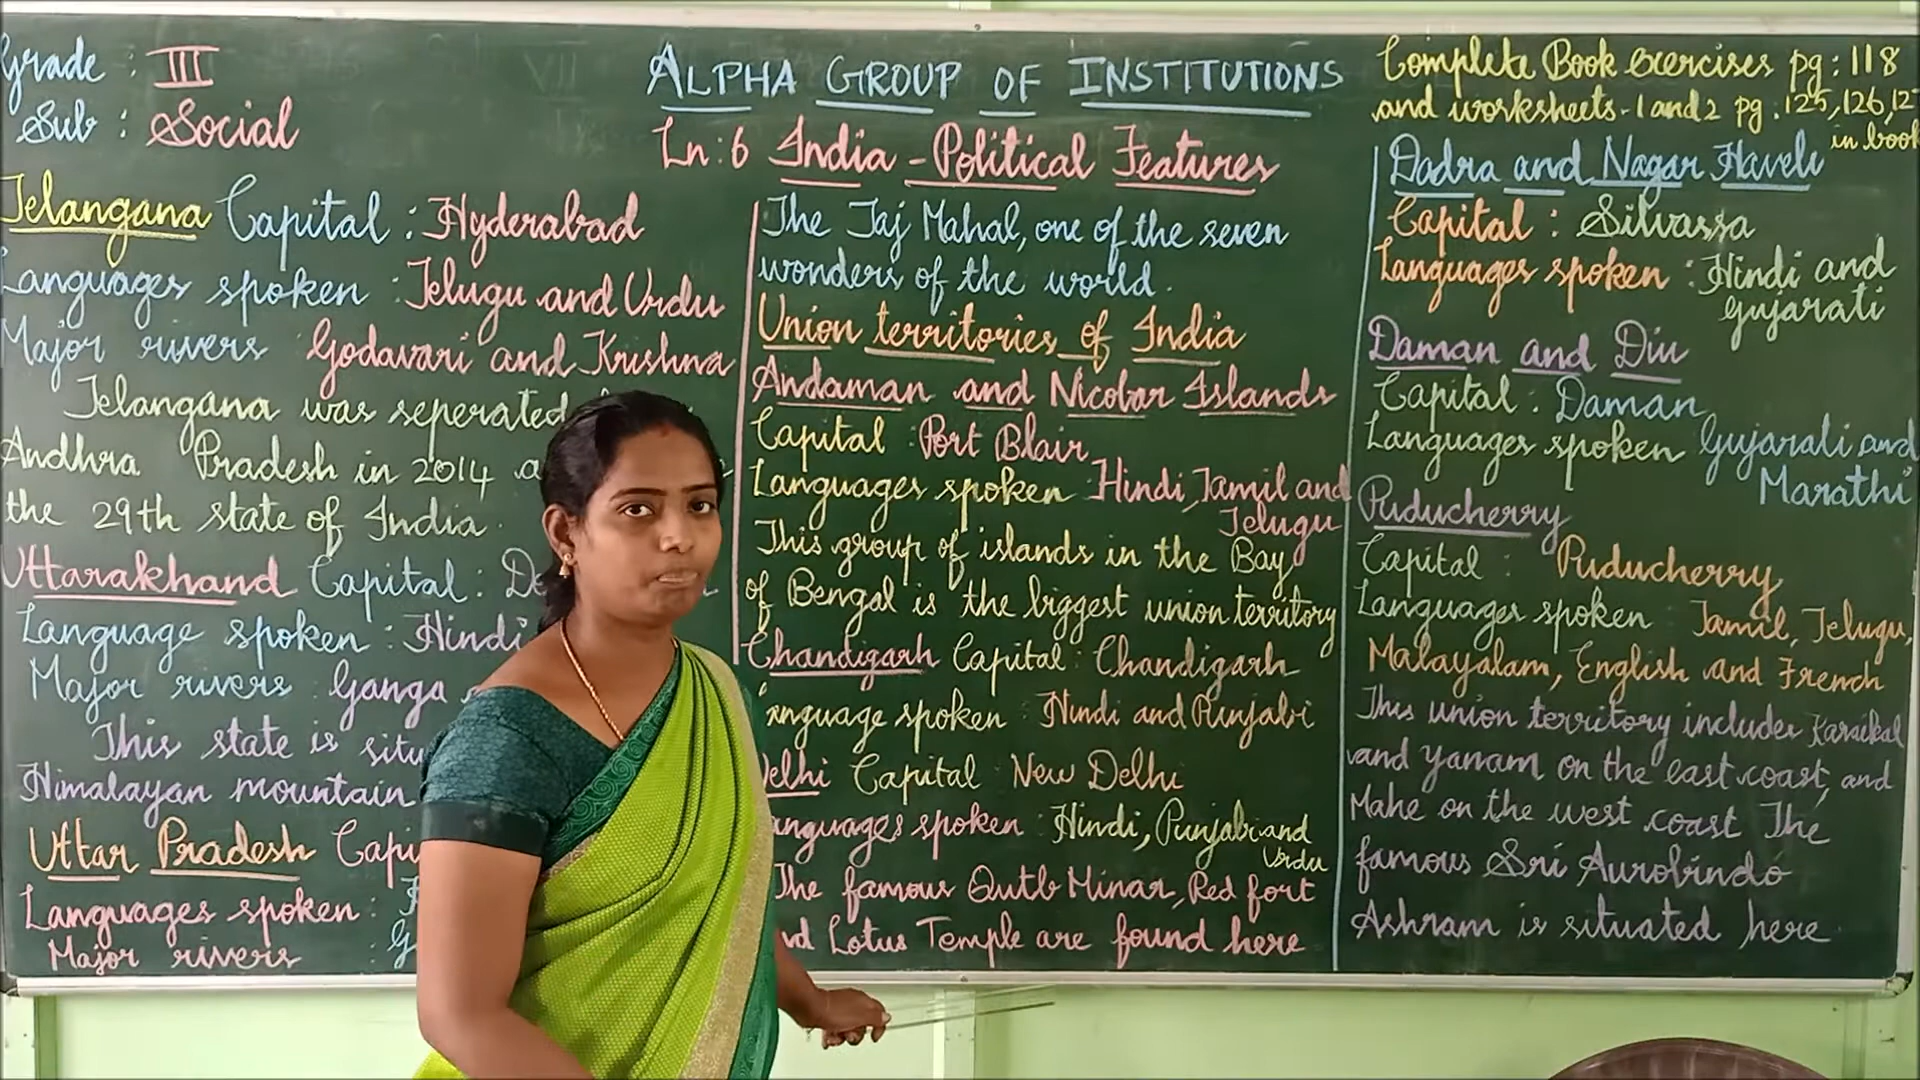 Grade : III
Sub : Social
ALPHA GROUP OF INSTITUTIONS
Ln:6 India - Political Features
Complete Book exercises pg: 118
and worksheets-1 and 2 pg. 125, 126, 12
in book
Telangana Capital : Hyderabad
Languages spoken : Telugu and Urdu
Major rivers Godavari and Krushna
Telangana was seperated
Andhra Pradesh in 2014 a
the 29th state of India.
Uttarakhand Capital : De
Language spoken : Hindi
Major rivers : Ganga
This state is situ
Himalayan mountain
Uttar Pradesh Capi
Languages spoken :
Major rivers : G
The Taj Mahal, one of the seven
wonders of the world.
Union territories of India
Andaman and Nicobar Islands
Capital : Port Blair
Languages spoken : Hindi, Tamil and
Telugu
This group of islands in the Bay
of Bengal is the biggest union territory
Chandigarh Capital : Chandigarh
anguage spoken : Hindi and Punjabi
Delhi Capital : New Delhi
anguages spoken : Hindi, Punjabi and
Urdu
The famous Qutb Minar, Red fort
nd Lotus Temple are found here
Dadra and Nagar Haveli
Capital : Silvassa
Languages spoken : Hindi and
Gujarati
Daman and Diu
Capital : Daman
Languages spoken Gujarati and
Marathi
Puducherry
Capital : Puducherry
Languages spoken : Tamil, Telugu,
Malayalam, English and French
This union territory includes Karaikal
and Yanam on the east coast, and
Mahe on the west coast The
famous Sri Aurobindo
Ashram is situated here